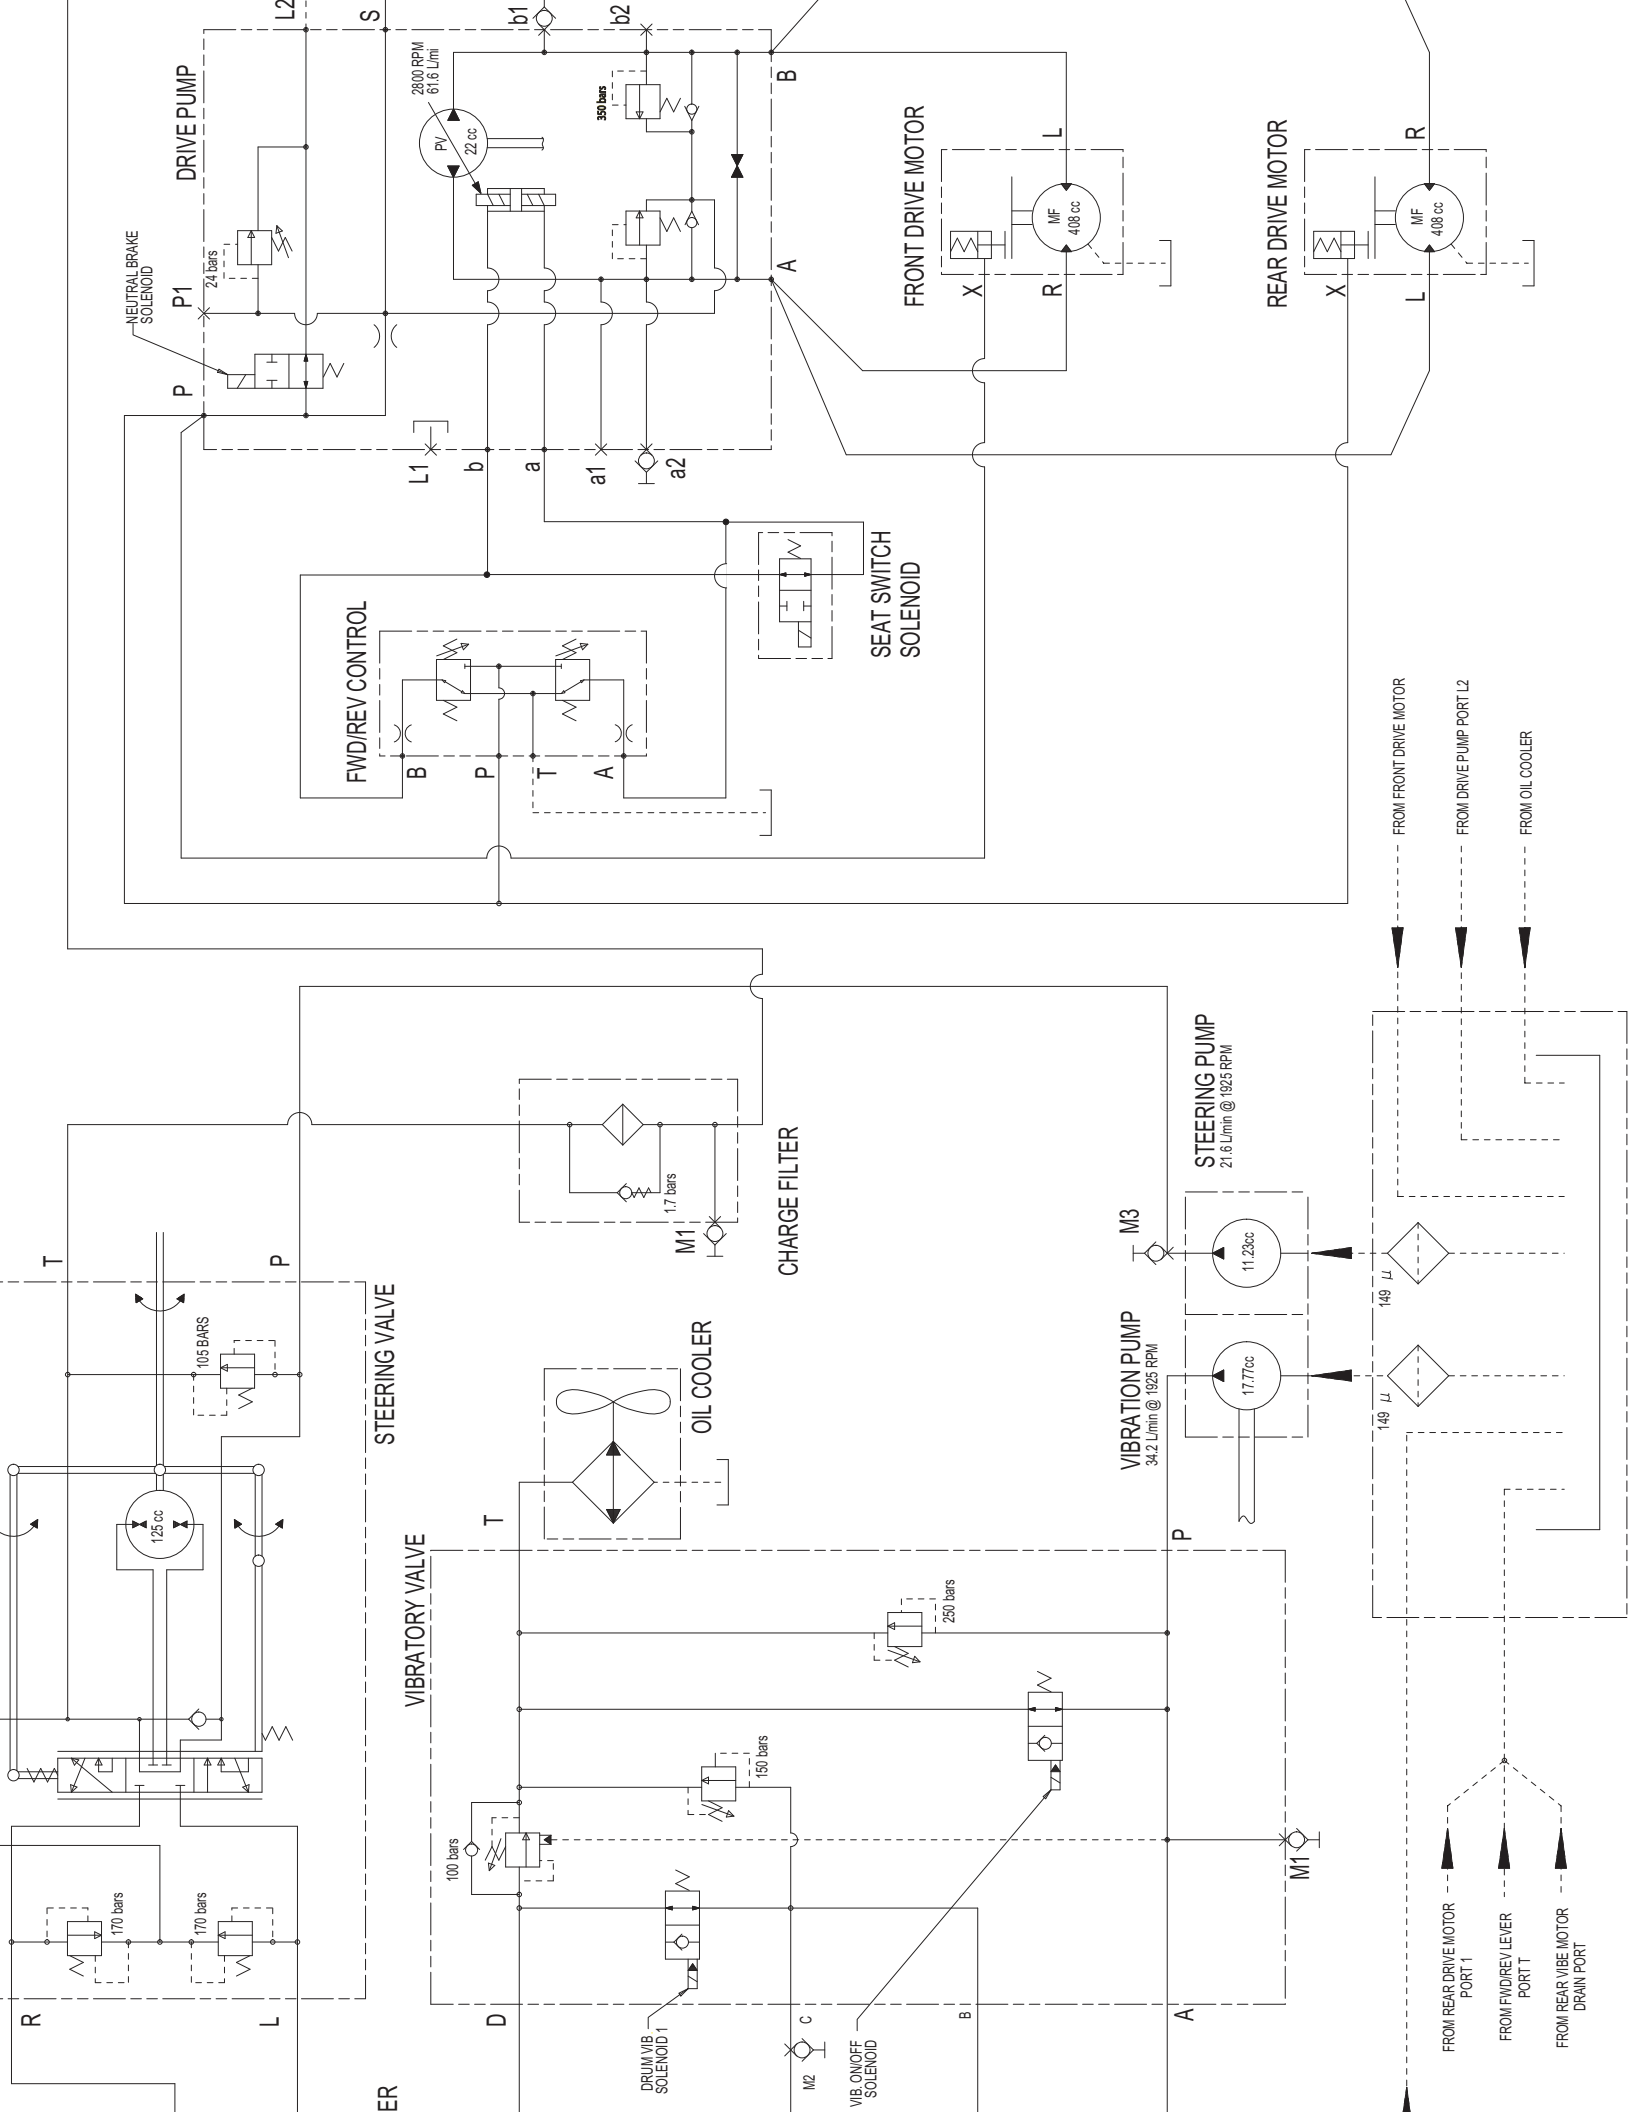 L2
S
b1
b2
DRIVE PUMP
2800 RPM
61.6 L/mi
PV
22 cc
350 bars
B
NEUTRAL BRAKE
SOLENOID
P1
24 bars
P
A
L1
b
a
a1
a2
FRONT DRIVE MOTOR
L
MF
408 cc
X
R
REAR DRIVE MOTOR
R
MF
408 cc
X
L
SEAT SWITCH
SOLENOID
FWD/REV CONTROL
B
P
T
A
FROM FRONT DRIVE MOTOR
FROM DRIVE PUMP PORT L2
FROM OIL COOLER
STEERING PUMP
21.6 L/min @ 1925 RPM
M3
11.23cc
149 µ
CHARGE FILTER
1.7 bars
M1
T
P
STEERING VALVE
105 BARS
125 cc
170 bars
170 bars
R
L
OIL COOLER
VIBRATION PUMP
34.2 L/min @ 1925 RPM
17.77cc
149 µ
VIBRATORY VALVE
T
P
250 bars
150 bars
100 bars
M1
D
C
B
A
M2
DRUM VIB
SOLENOID 1
VIB. ON/OFF
SOLENOID
ER
FROM REAR DRIVE MOTOR
PORT 1
FROM FWD/REV LEVER
PORT T
FROM REAR VIBE MOTOR
DRAIN PORT